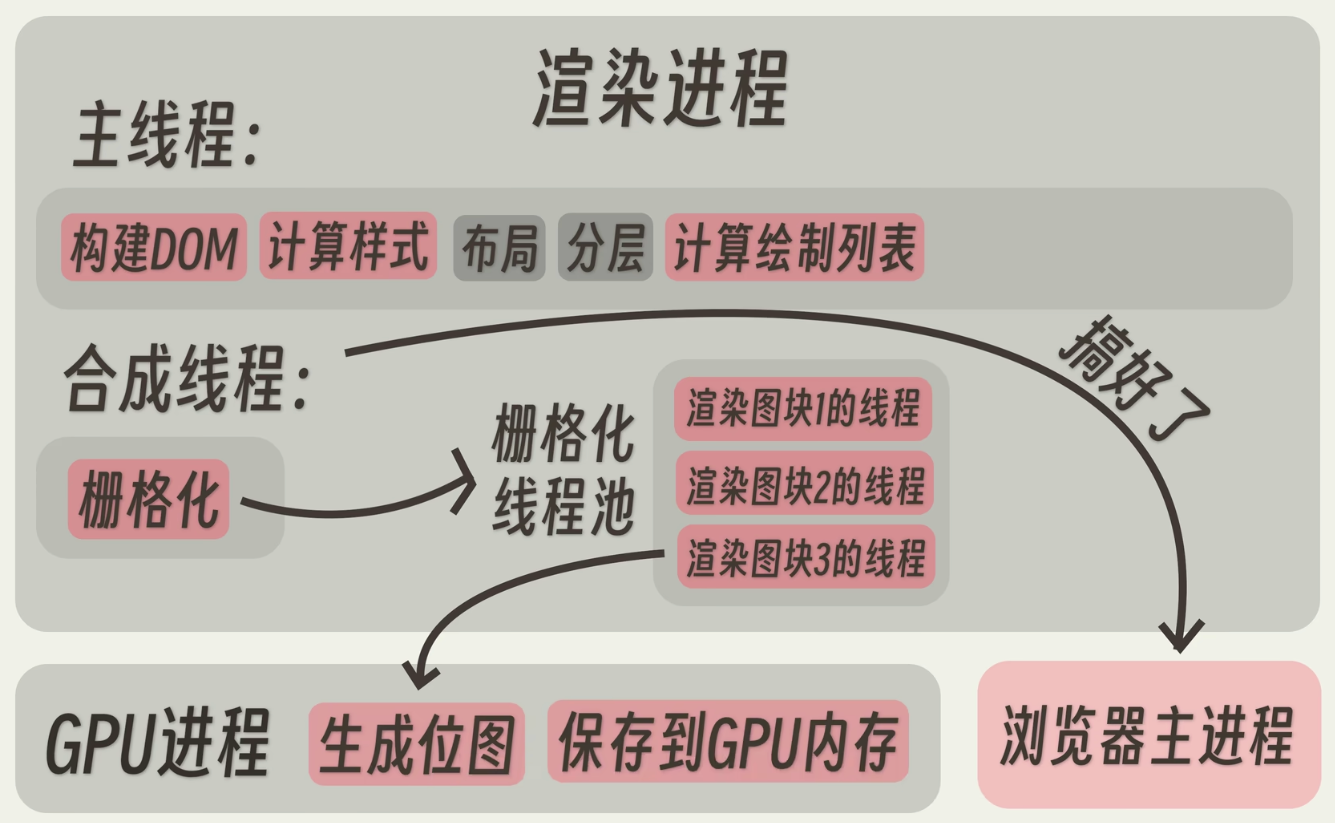 渲染进程
主线程：
构建DOM 计算样式 布局 分层 计算绘制列表
合成线程：
搞好了
栅格化
栅格化
线程池
渲染图块1的线程
渲染图块2的线程
渲染图块3的线程
GPU进程 生成位图 保存到GPU内存
浏览器主进程